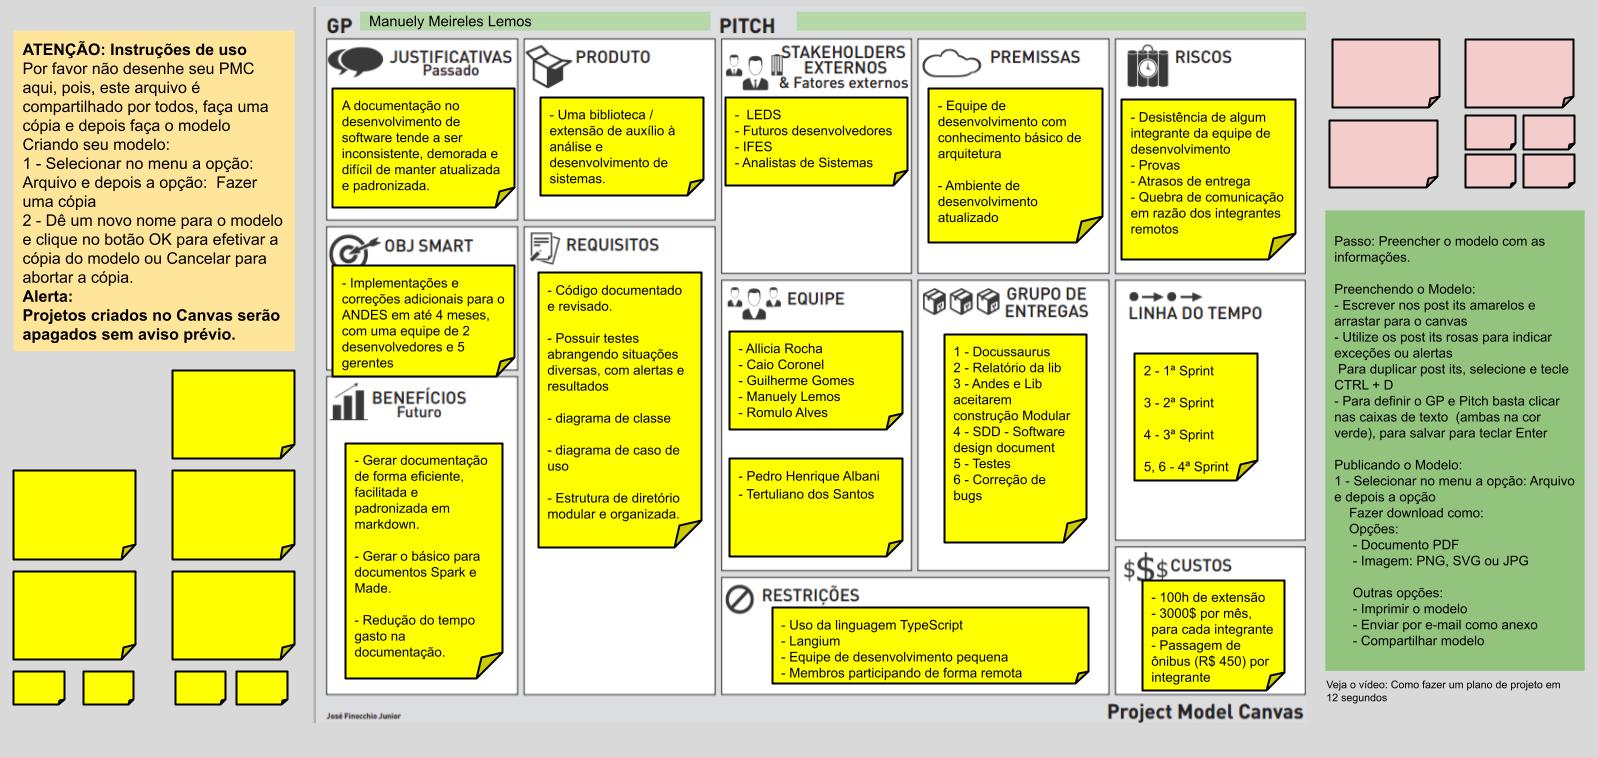 ATENÇÃO: Instruções de uso
Por favor não desenhe seu PMC
aqui, pois, este arquivo é
compartilhado por todos, faça uma
cópia e depois faça o modelo
Criando seu modelo:
1 - Selecionar no menu a opção:
Arquivo e depois a opção:  Fazer
uma cópia
2 - Dê um novo nome para o modelo
e clique no botão OK para efetivar a
cópia do modelo ou Cancelar para
abortar a cópia.
Alerta:
Projetos criados no Canvas serão
apagados sem aviso prévio.
GP
Manuely Meireles Lemos
PITCH
JUSTIFICATIVAS
Passado
A documentação no
desenvolvimento de
software tende a ser
inconsistente, demorada e
difícil de manter atualizada
e padronizada.
PRODUTO
- Uma biblioteca /
extensão de auxílio à
análise e
desenvolvimento de
sistemas.
STAKEHOLDERS
EXTERNOS
& Fatores externos
-  LEDS
- Futuros desenvolvedores
- IFES
- Analistas de Sistemas
PREMISSAS
- Equipe de
desenvolvimento com
conhecimento básico de
arquitetura
- Ambiente de
desenvolvimento
atualizado
RISCOS
- Desistência de algum
integrante da equipe de
desenvolvimento
- Provas
- Atrasos de entrega
- Quebra de comunicação
em razão dos integrantes
remotos
OBJ SMART
- Implementações e
correções adicionais para o
ANDES em até 4 meses,
com uma equipe de 2
desenvolvedores e 5
gerentes
REQUISITOS
- Código documentado
e revisado.
- Possuir testes
abrangendo situações
diversas, com alertas e
resultados
- diagrama de classe
- diagrama de caso de
uso
- Estrutura de diretório
modular e organizada.
EQUIPE
- Allicia Rocha
- Caio Coronel
- Guilherme Gomes
- Manuely Lemos
- Romulo Alves
- Pedro Henrique Albani
- Tertuliano dos Santos
GRUPO DE
ENTREGAS
1 - Docussaurus
2 - Relatório da lib
3 - Andes e Lib
aceitarem
construção Modular
4 - SDD - Software
design document
5 - Testes
6 - Correção de
bugs
LINHA DO TEMPO
2 - 1ª Sprint
3 - 2ª Sprint
4 - 3ª Sprint
5, 6 - 4ª Sprint
BENEFÍCIOS
Futuro
- Gerar documentação
de forma eficiente,
facilitada e
padronizada em
markdown.
- Gerar o básico para
documentos Spark e
Made.
- Redução do tempo
gasto na
documentação.
RESTRIÇÕES
- Uso da linguagem TypeScript
- Langium
- Equipe de desenvolvimento pequena
- Membros participando de forma remota
$$$ CUSTOS
- 100h de extensão
- 3000$ por mês,
para cada integrante
- Passagem de
ônibus (R$ 450) por
integrante
José Finocchio Junior
Project Model Canvas
Passo: Preencher o modelo com as
informações.
Preenchendo o Modelo:
- Escrever nos post its amarelos e
arrastar para o canvas
- Utilize os post its rosas para indicar
exceções ou alertas
Para duplicar post its, selecione e tecle
CTRL + D
- Para definir o GP e Pitch basta clicar
nas caixas de texto  (ambas na cor
verde), para salvar para teclar Enter
Publicando o Modelo:
1 - Selecionar no menu a opção: Arquivo
e depois a opção
Fazer download como:
Opções:
- Documento PDF
- Imagem: PNG, SVG ou JPG
Outras opções:
- Imprimir o modelo
- Enviar por e-mail como anexo
- Compartilhar modelo
Veja o vídeo: Como fazer um plano de projeto em
12 segundos